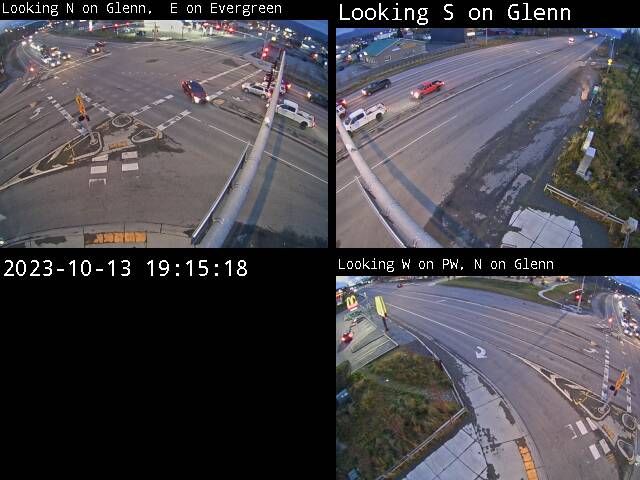 Looking N on Glenn,  E on Evergreen
Looking S on Glenn
2023-10-13 19:15:18
Looking W on PW, N on Glenn